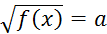 √f(x) = a